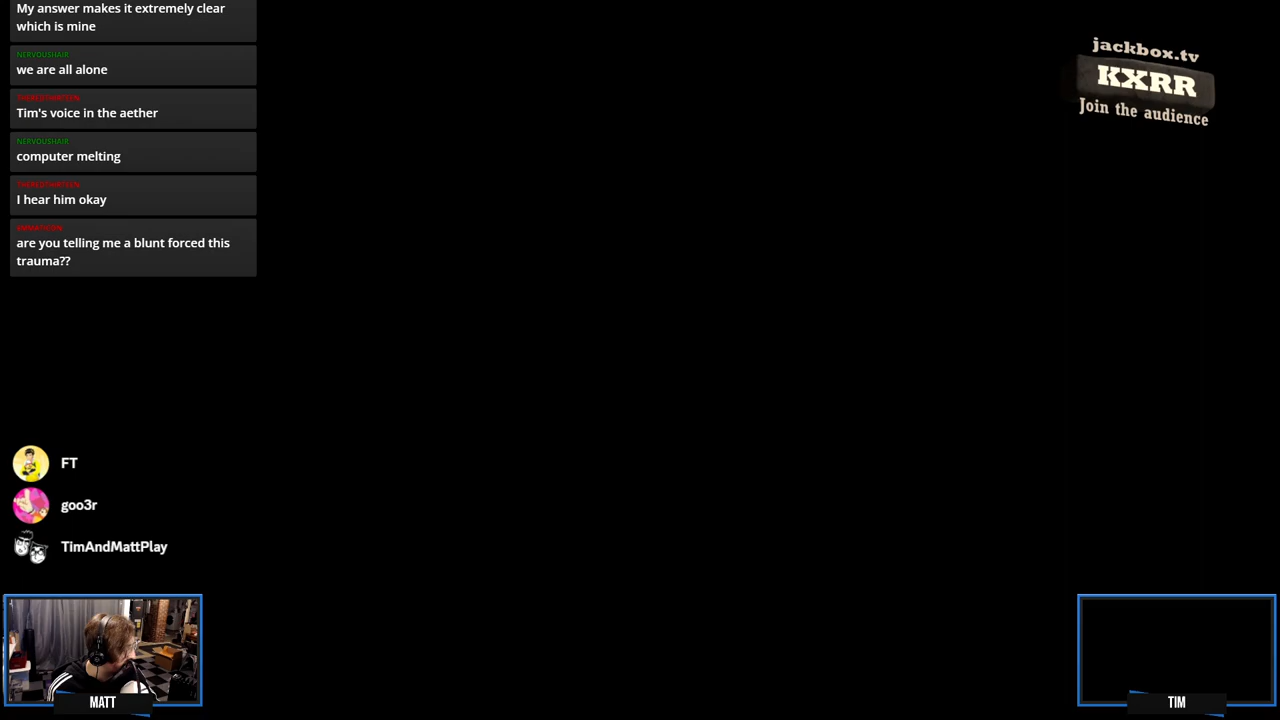 My answer makes it extremely clear
which is mine
NERVOUSHAIR
we are all alone
Tim's voice in the aether
NERVOUSHAIR
computer melting
I hear him okay
are you telling me a blunt forced this
trauma??
jackbox.tv
KXRR
Join the audience
FT
goo3r
TimAndMattPlay
MATT
TIM